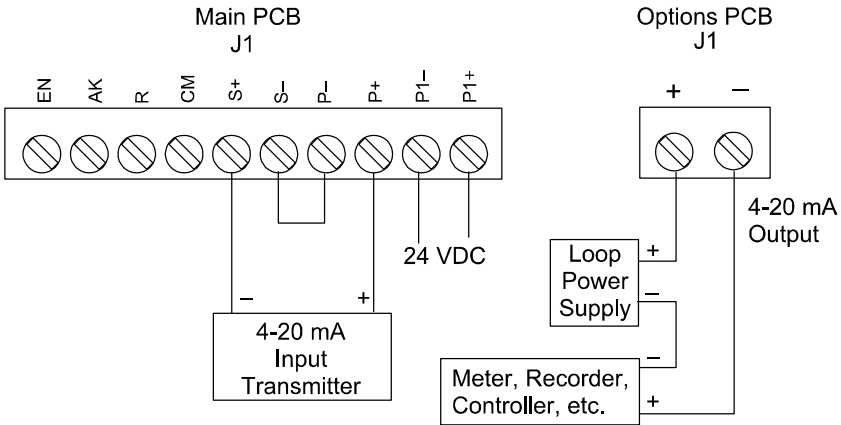 Main PCB
J1
Options PCB
J1
EN AK R CM S+ S– P– P+ P1– P1+
+ –
24 VDC
4-20 mA
Output
– +
4-20 mA
Input
Transmitter
+
Loop
Power
Supply
–
–
Meter, Recorder,
Controller, etc.
+